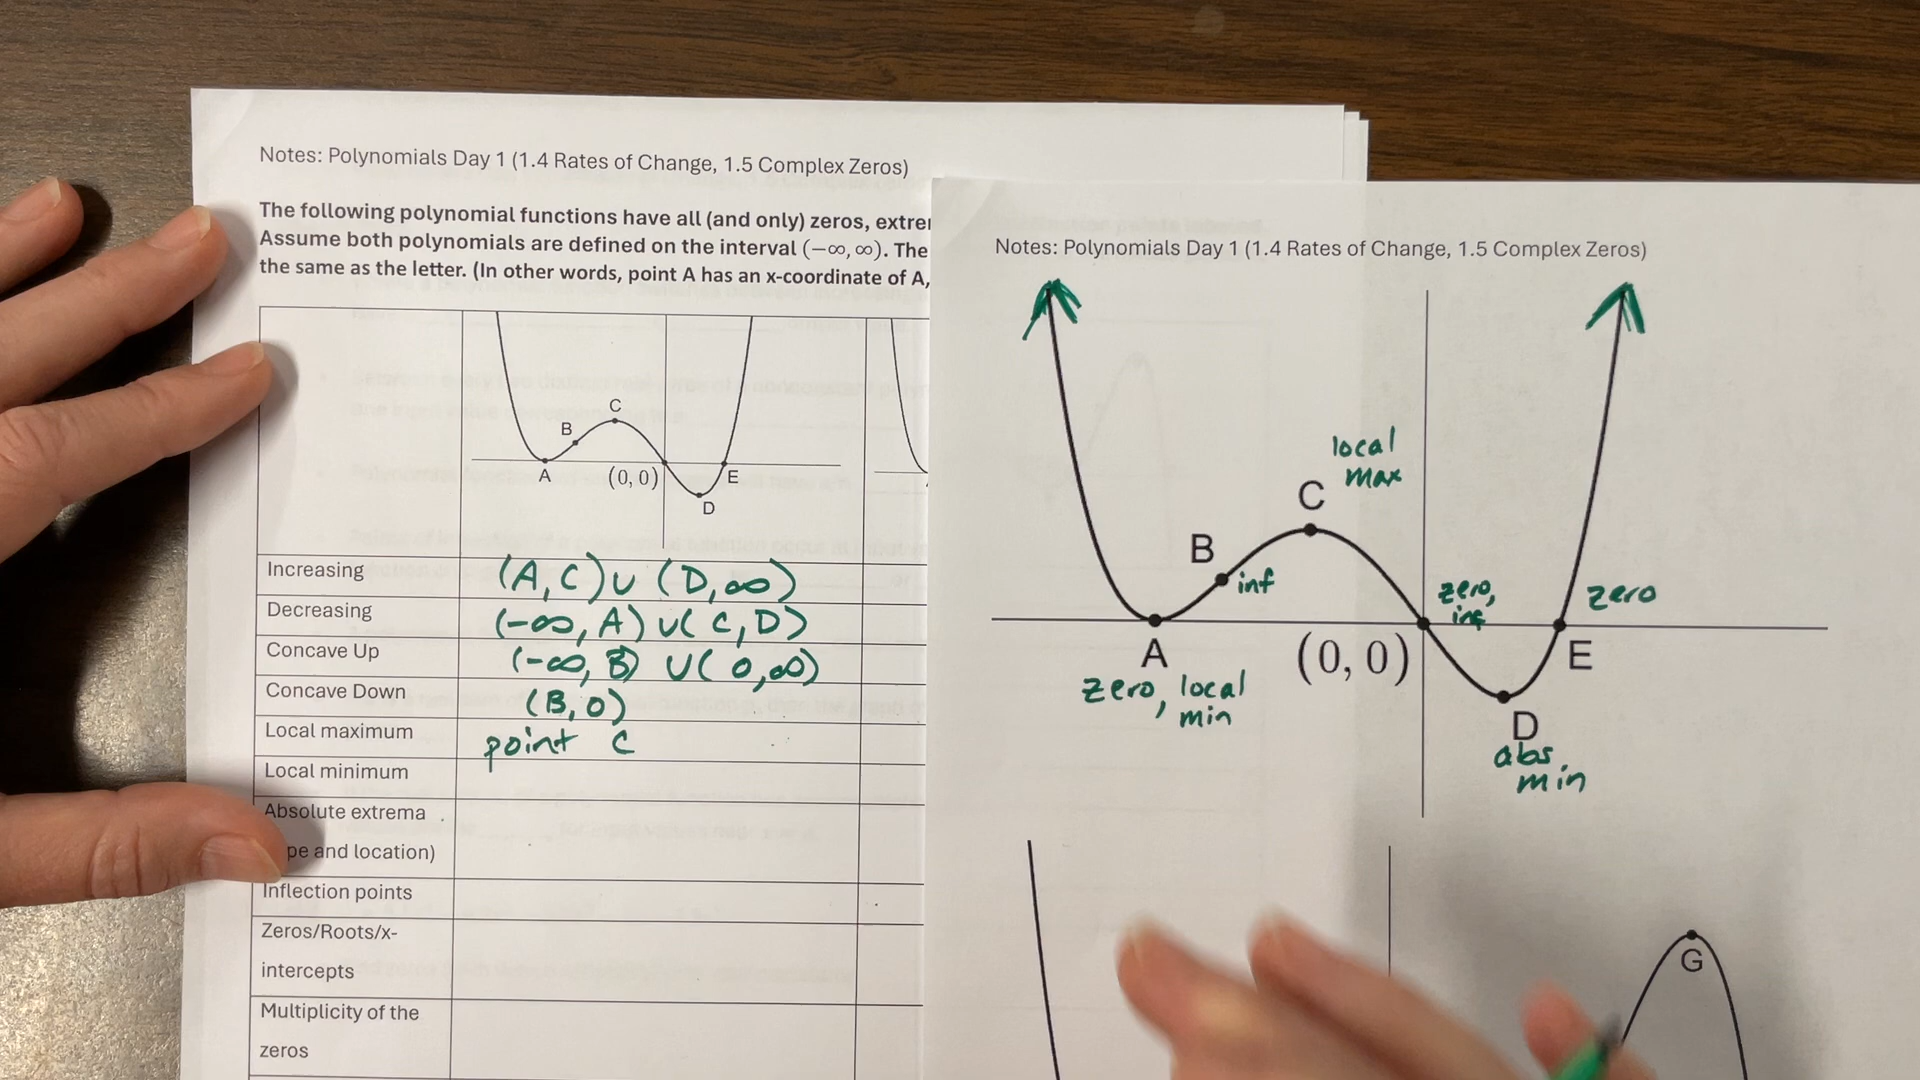 Notes: Polynomials Day 1 (1.4 Rates of Change, 1.5 Complex Zeros)
The following polynomial functions have all (and only) zeros,
Assume both polynomials are defined on the interval (−∞, ∞). The
the same as the letter. (In other words, point A has an x-coordinate of A,
C
B
A
(0, 0)
E
D
Increasing (A, C) ∪ (D, ∞)
Decreasing (-∞, A) ∪ ( C, D)
Concave Up (-∞, B) ∪ ( 0, ∞)
Concave Down (B, 0)
Local maximum point C
Local minimum
Absolute extrema
and location)
Inflection points
Zeros/Roots/x-
intercepts
Multiplicity of the
zeros
Notes: Polynomials Day 1 (1.4 Rates of Change, 1.5 Complex Zeros)
local
max
C
B
inf
zero,
inf
zero
A
(0, 0)
E
zero, local
min
D
abs
min
G